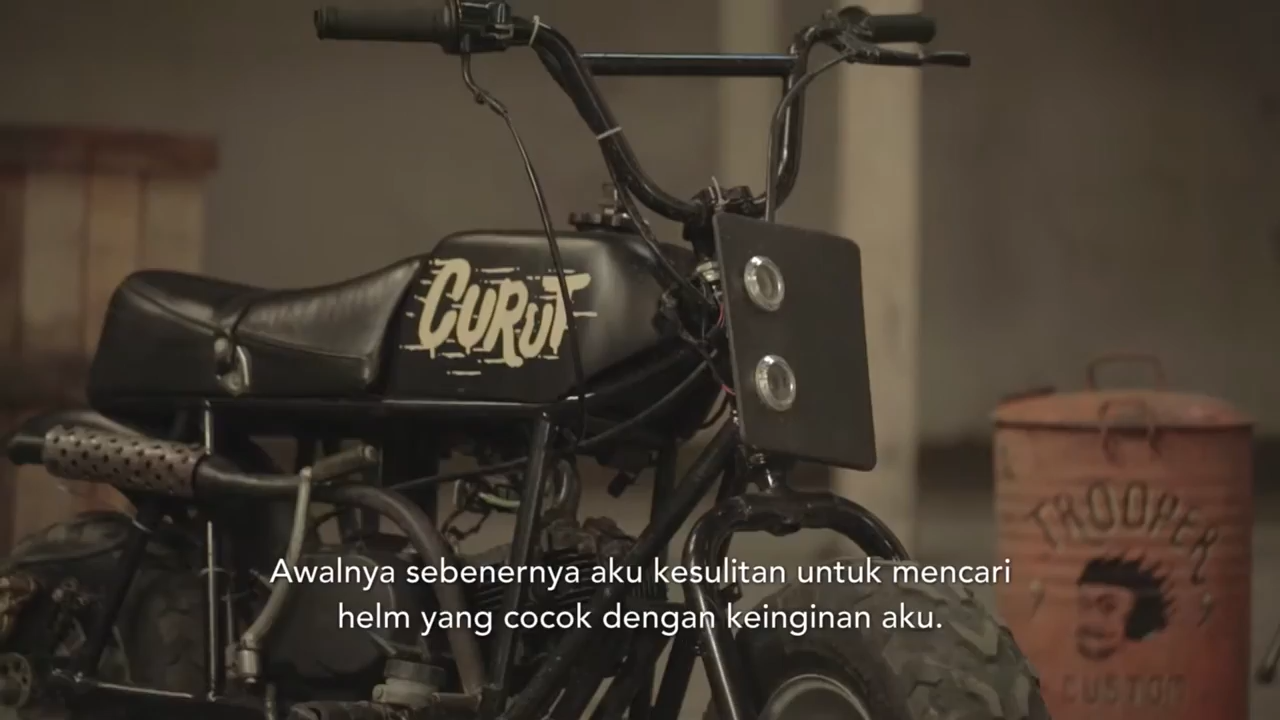 CURUT
TROOPER
CUSTOM
Awalnya sebenernya aku kesulitan untuk mencari
helm yang cocok dengan keinginan aku.